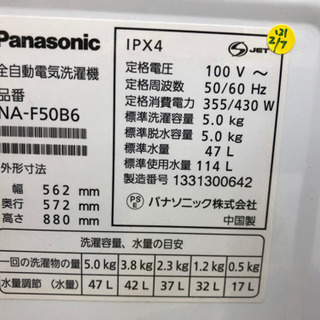 Panasonic
全自動電気洗濯機
品番
NA-F50B6
外形寸法
幅 562 mm
奥行 572 mm
高さ 880 mm
IPX4
JET
121
2/7
定格電圧 100 V ～
定格周波数 50/60 Hz
定格消費電力 355/430 W
標準洗濯容量 5.0 kg
標準脱水容量 5.0 kg
標準水量 47 L
標準使用水量 114 L
製造番号 1331300642
PS
E
パナソニック株式会社
中国製
洗濯容量、水量の目安
一回の洗濯物の量 5.0 kg 3.8 kg 2.3 kg 1.2 kg 0.5 kg
水量調節 (水量) 47 L 42 L 37 L 32 L 17 L